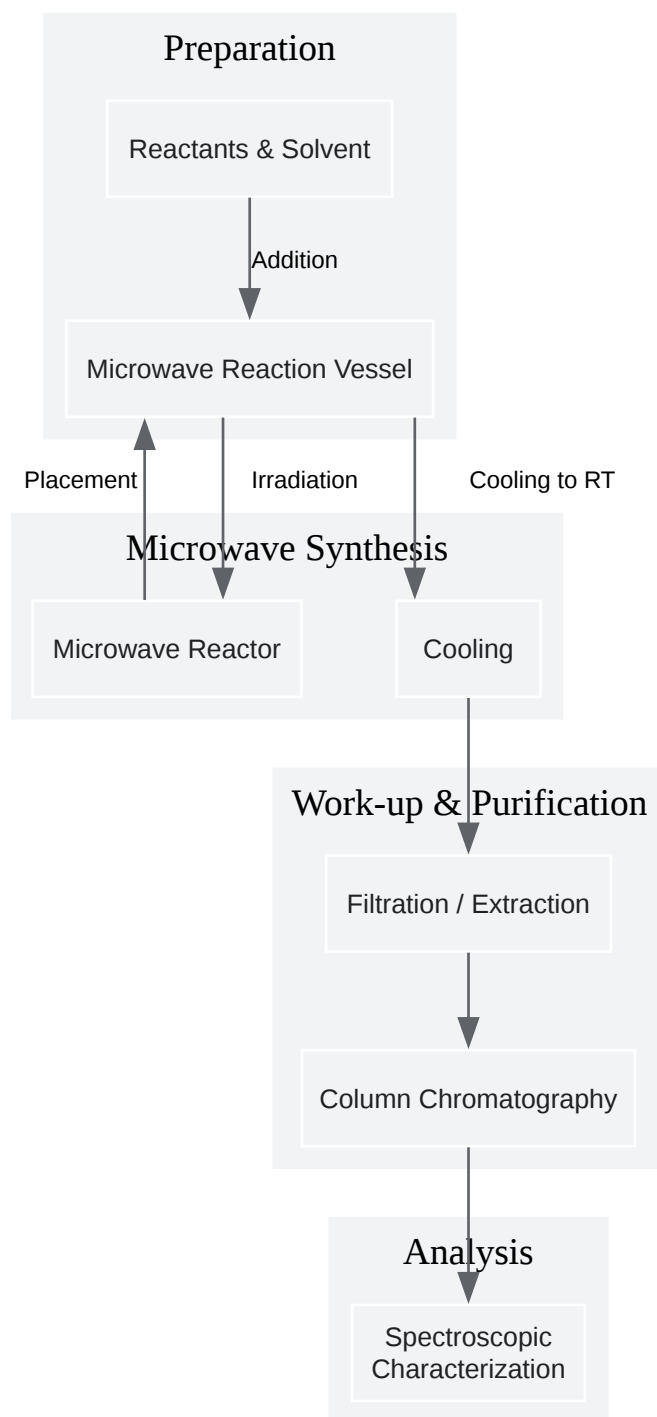 Preparation
Reactants & Solvent
Addition
Microwave Reaction Vessel
Placement
Irradiation
Cooling to RT
Microwave Synthesis
Microwave Reactor
Cooling
Work-up & Purification
Filtration / Extraction
Column Chromatography
Analysis
Spectroscopic
Characterization